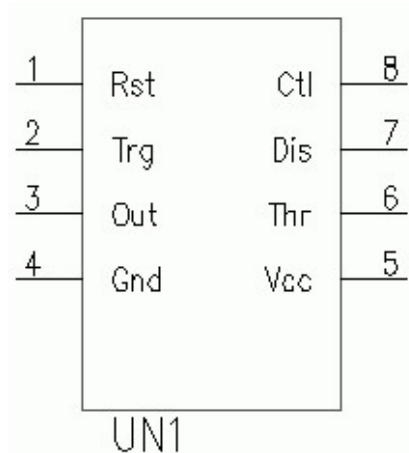 1 Rst Ctl 8
2 Trg Dis 7
3 Out Thr 6
4 Gnd Vcc 5
UN1